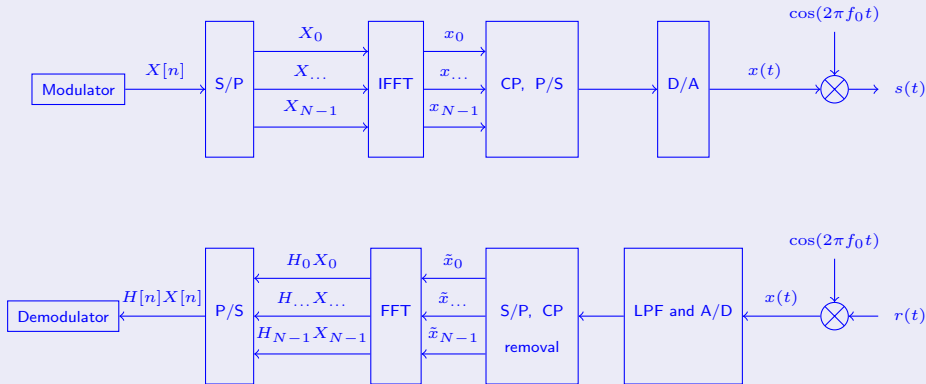 cos(2πf₀t)
X₀ x₀
X[n] X... x... x(t)
Modulator S/P IFFT CP, P/S D/A s(t)
X_{N−1} x_{N−1}
cos(2πf₀t)
H₀X₀ x̃₀
H[n]X[n] H...X... x̃... x(t)
Demodulator P/S FFT S/P, CP LPF and A/D r(t)
H_{N−1}X_{N−1} x̃_{N−1}
removal